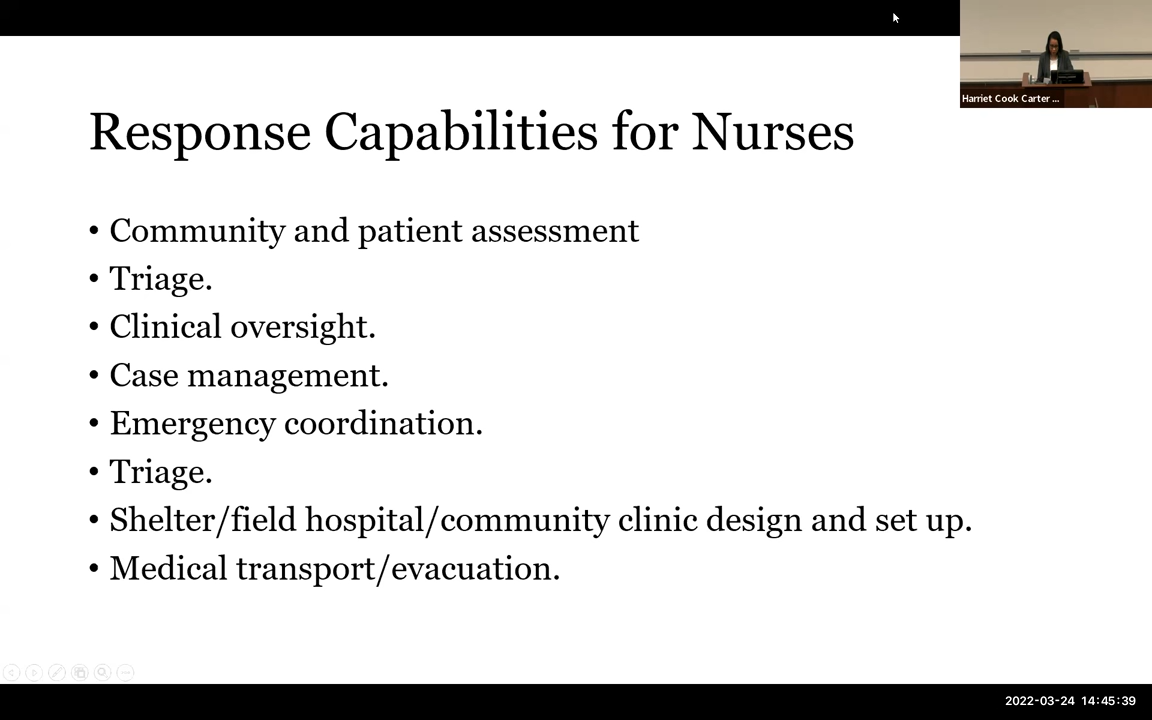 Harriet Cook Carter ...
Response Capabilities for Nurses
• Community and patient assessment
• Triage.
• Clinical oversight.
• Case management.
• Emergency coordination.
• Triage.
• Shelter/field hospital/community clinic design and set up.
• Medical transport/evacuation.
2022-03-24 14:45:39